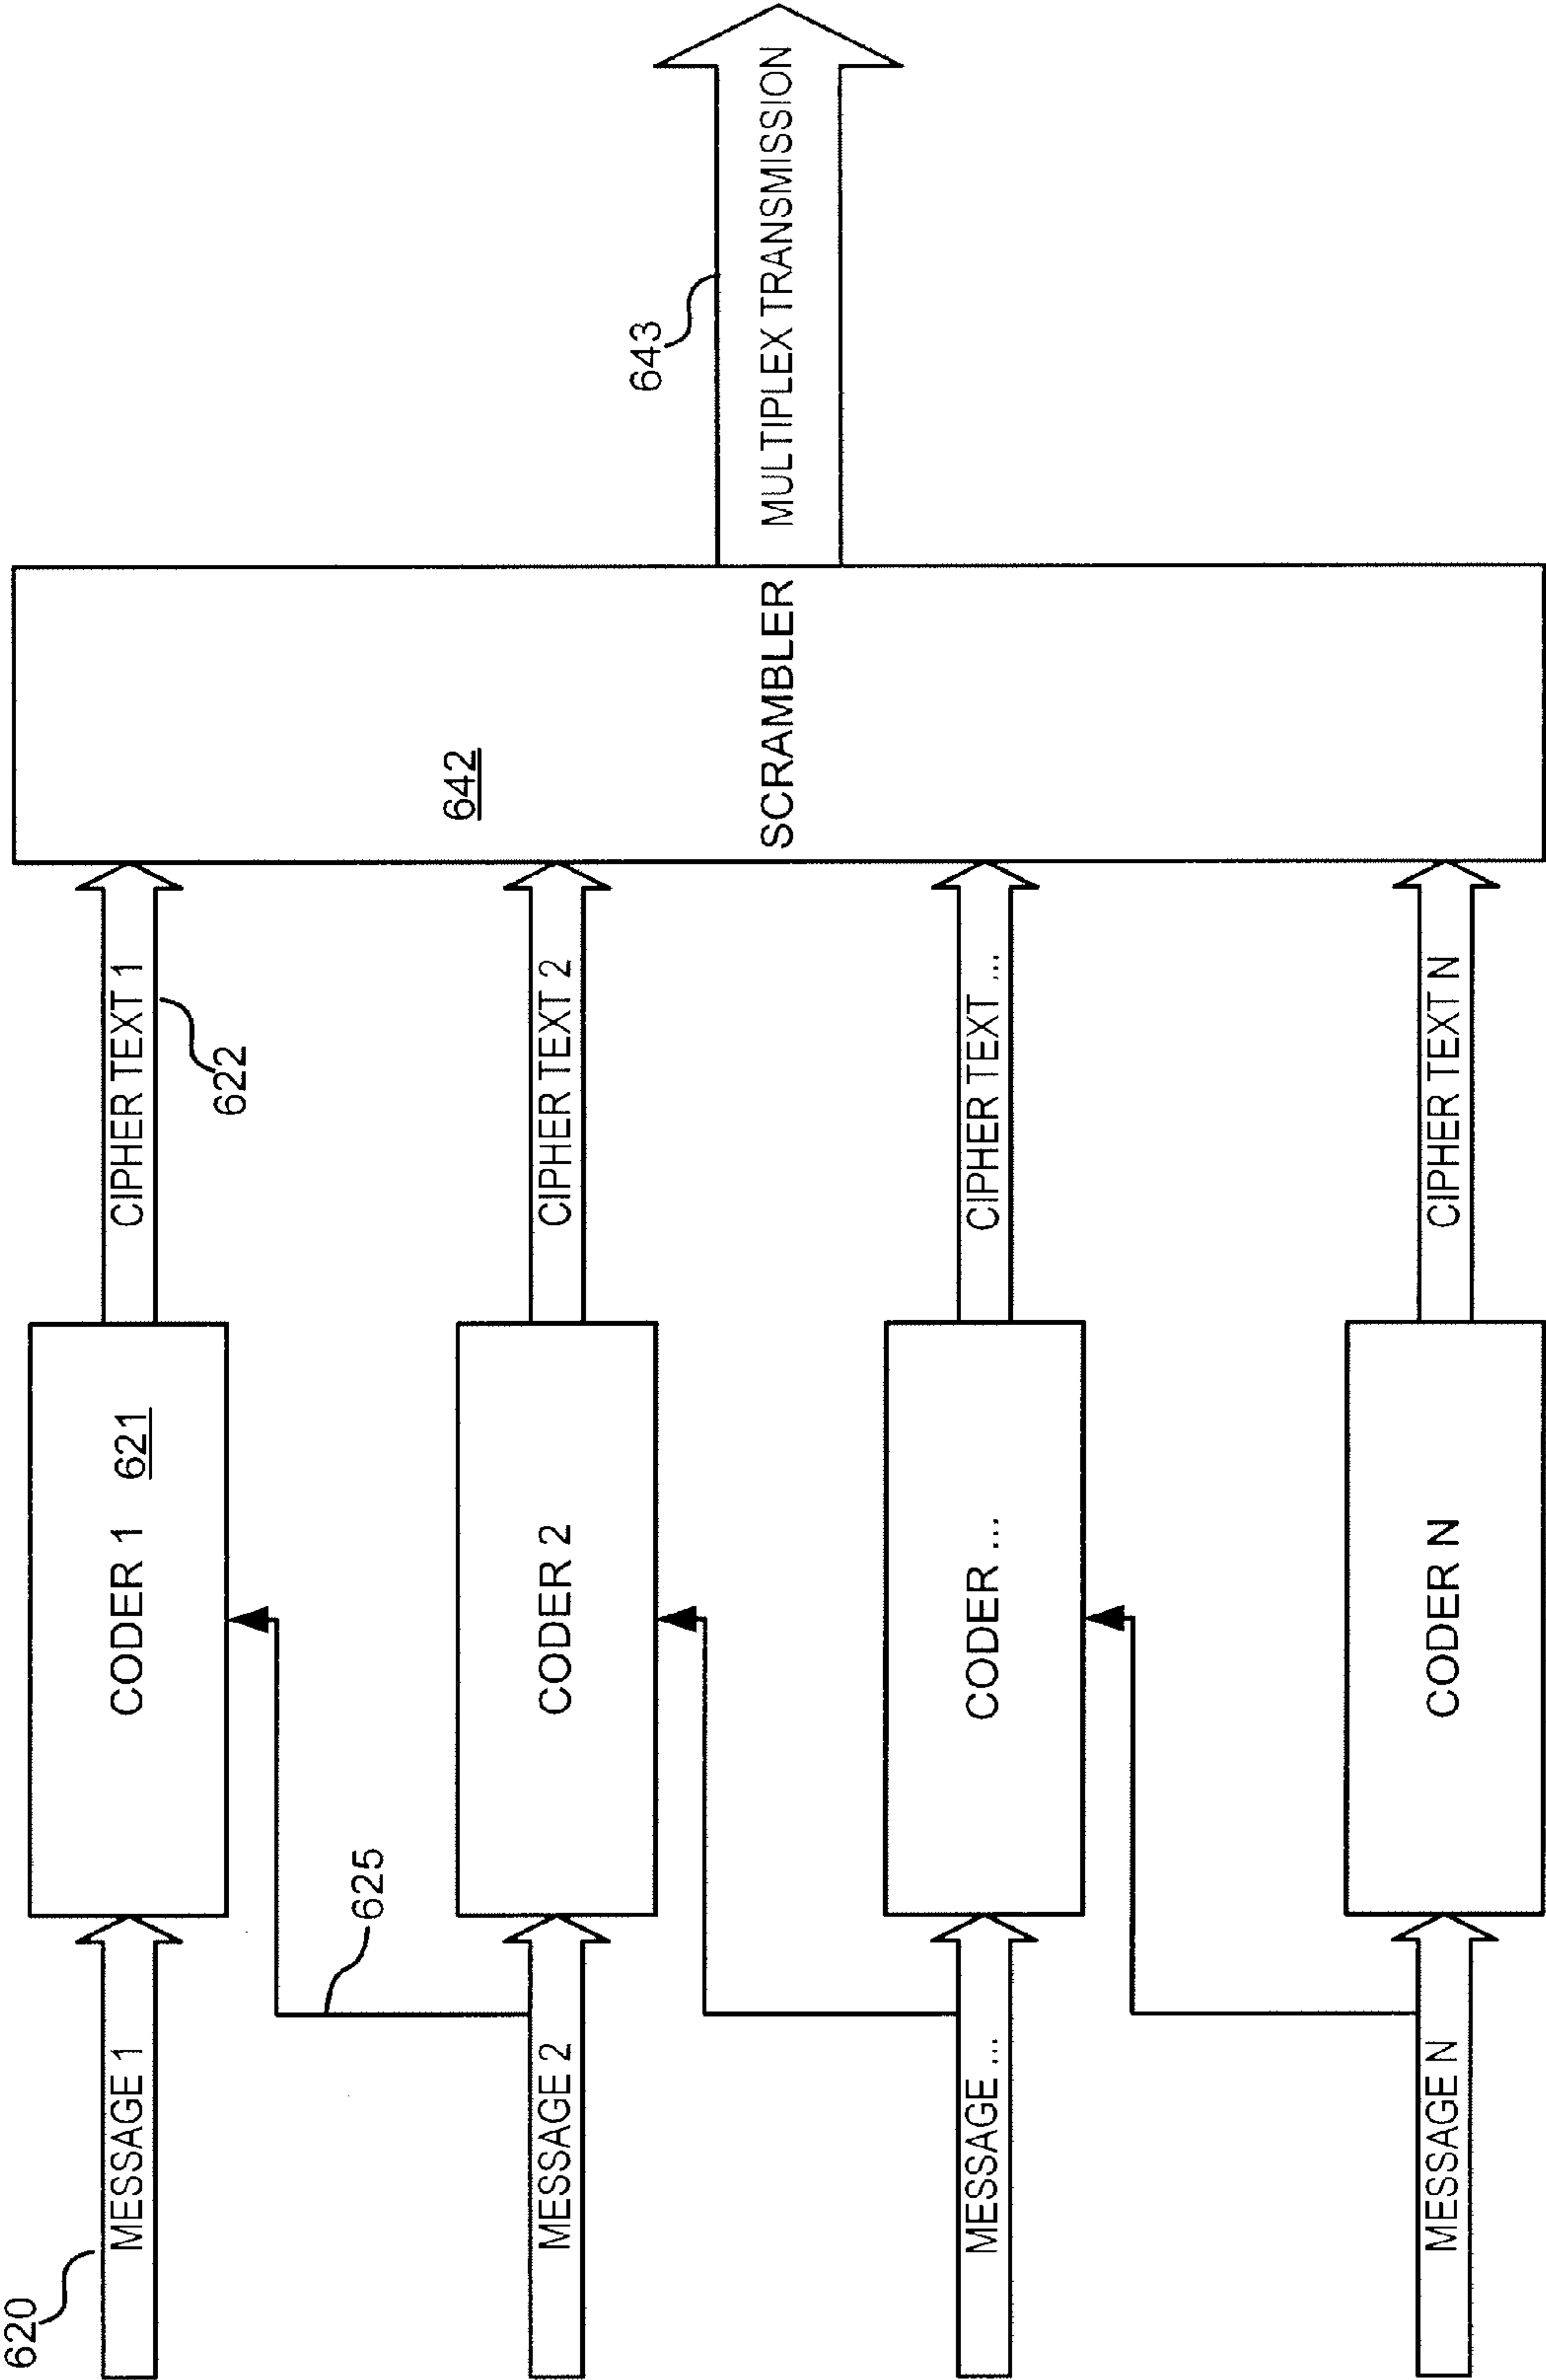 620
MESSAGE 1
CODER 1
621
CIPHER TEXT 1
622
625
MESSAGE 2
CODER 2
CIPHER TEXT 2
MESSAGE ...
CODER ...
CIPHER TEXT ...
MESSAGE N
CODER N
CIPHER TEXT N
642
SCRAMBLER
643
MULTIPLEX TRANSMISSION